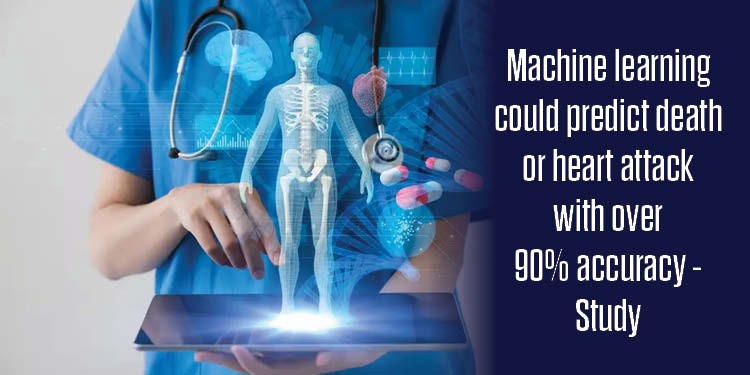 Machine learning
could predict death
or heart attack
with over
90% accuracy -
Study